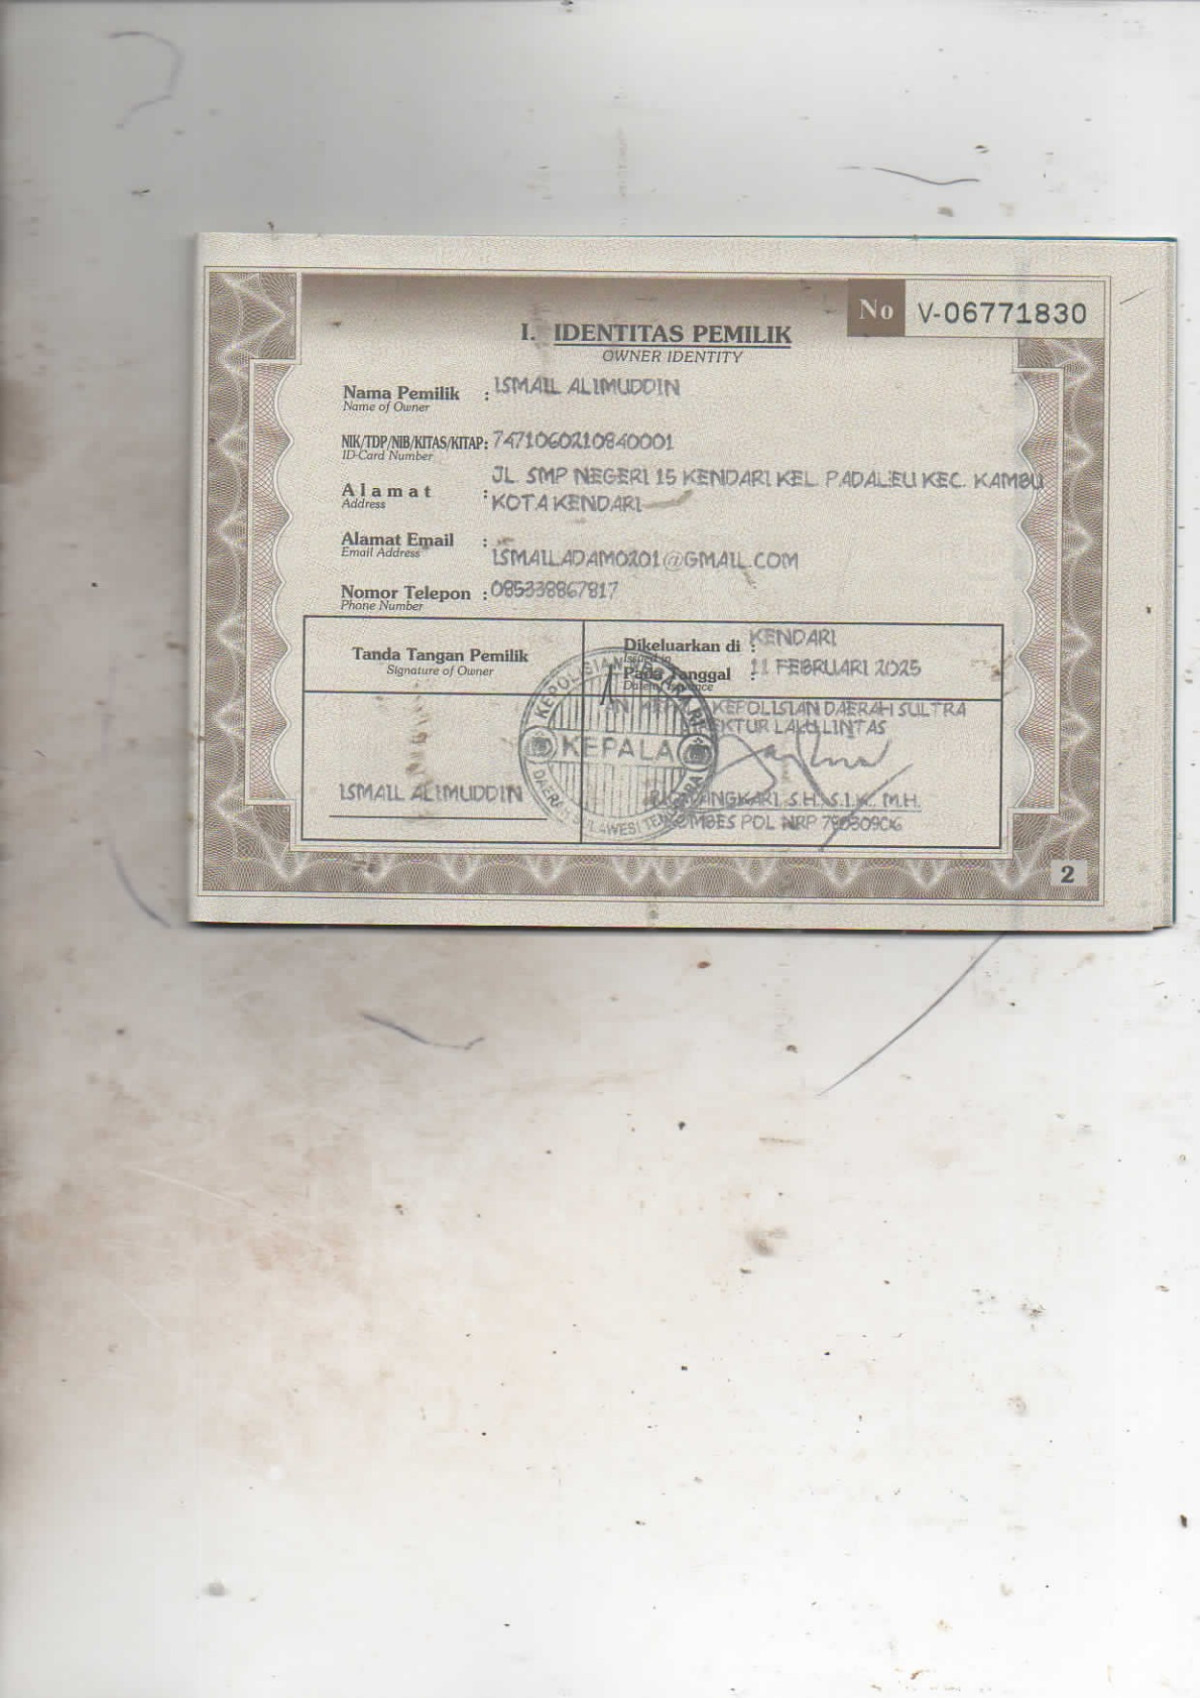 No V-06771830
I. IDENTITAS PEMILIK
OWNER IDENTITY
Nama Pemilik : ISMAIL ALIMUDDIN
Name of Owner
NIK/TDP/NIB/KITAS/KITAP: 7471060210840001
ID-Card Number
JL. SMP NEGERI 15 KENDARI KEL. PADALEU KEC. KAMBU
Alamat : KOTA KENDARI
Address
Alamat Email :
Email Address
ISMAILADAM0201@GMAIL.COM
Nomor Telepon : 085338867817
Phone Number
Tanda Tangan Pemilik
Signature of Owner
Dikeluarkan di : KENDARI
Pada Tanggal : 11 FEBRUARI 2025
KEPOLISIAN DAERAH SULTRA
LALU LINTAS
KEPALA
ISMAIL ALIMUDDIN
S.H., S.I.K., M.H.
POL NRP
2